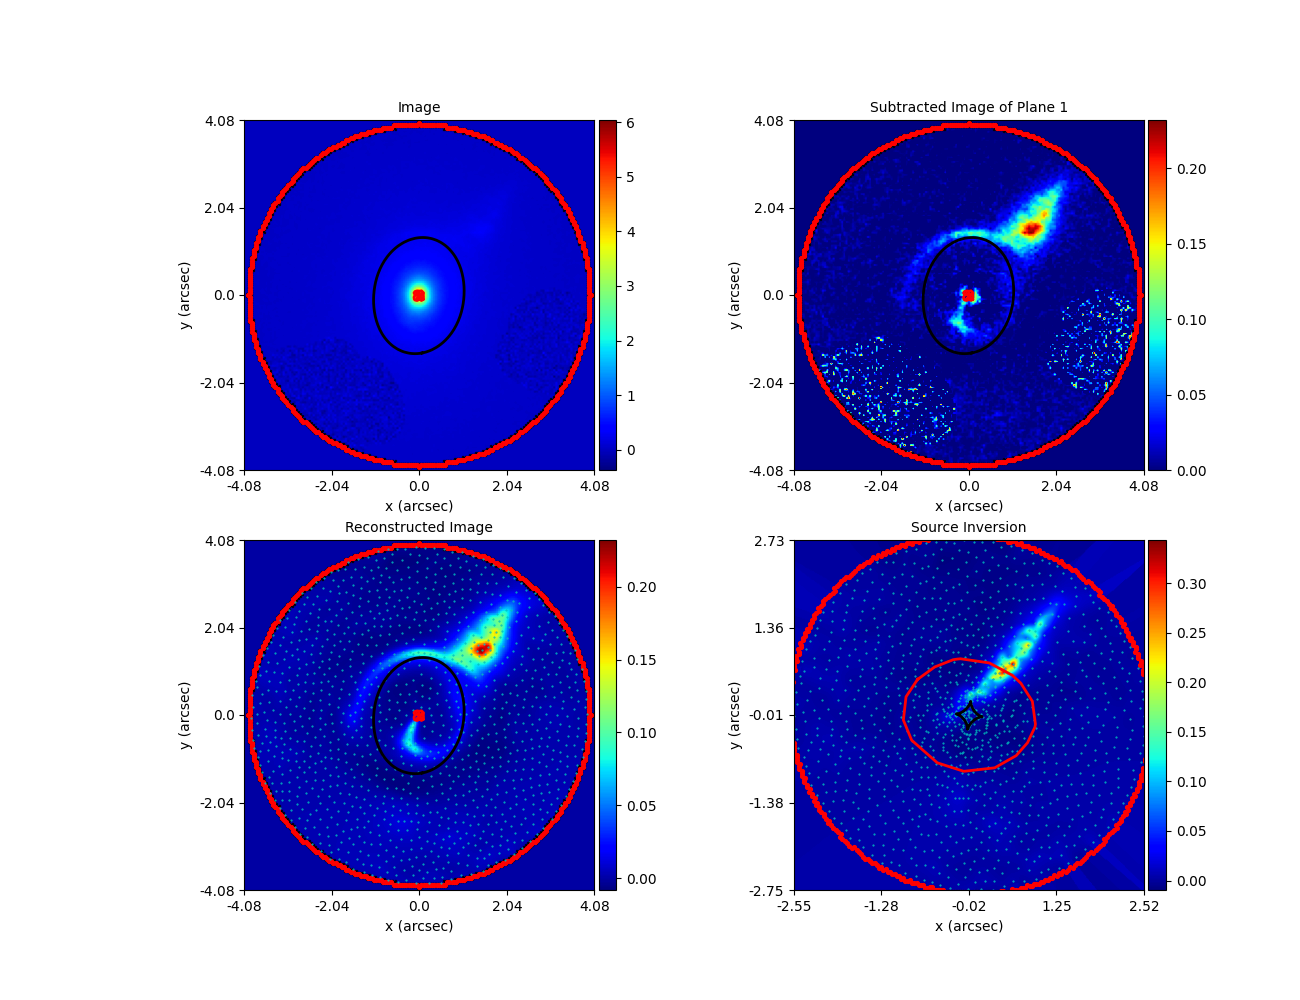 Image
4.08
2.04
0.0
-2.04
-4.08
y (arcsec)
-4.08 -2.04 0.0 2.04 4.08
x (arcsec)
6
5
4
3
2
1
0
Subtracted Image of Plane 1
4.08
2.04
0.0
-2.04
-4.08
y (arcsec)
-4.08 -2.04 0.0 2.04 4.08
x (arcsec)
0.20
0.15
0.10
0.05
0.00
Reconstructed Image
4.08
2.04
0.0
-2.04
-4.08
y (arcsec)
-4.08 -2.04 0.0 2.04 4.08
x (arcsec)
0.20
0.15
0.10
0.05
0.00
Source Inversion
2.73
1.36
-0.01
-1.38
-2.75
y (arcsec)
-2.55 -1.28 -0.02 1.25 2.52
x (arcsec)
0.30
0.25
0.20
0.15
0.10
0.05
0.00